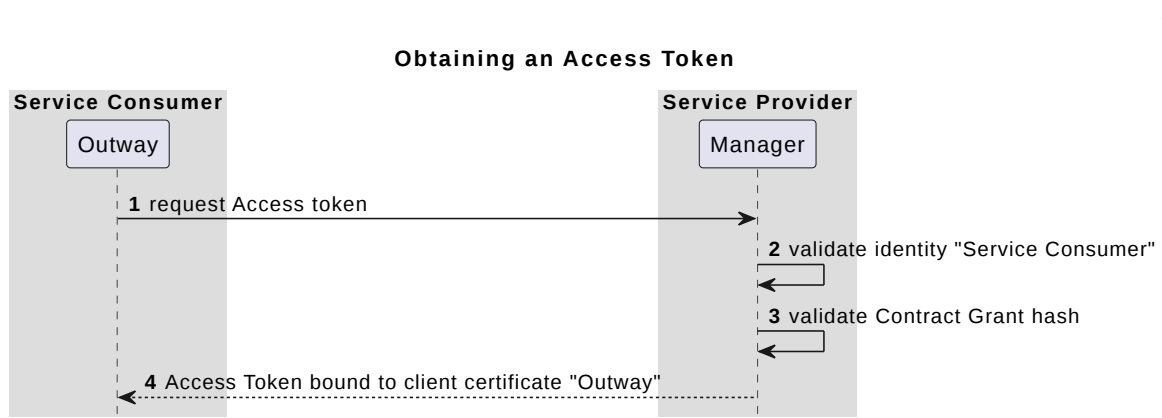 Obtaining an Access Token
Service Consumer
Service Provider
Outway
Manager
1 request Access token
2 validate identity "Service Consumer"
3 validate Contract Grant hash
4 Access Token bound to client certificate "Outway"